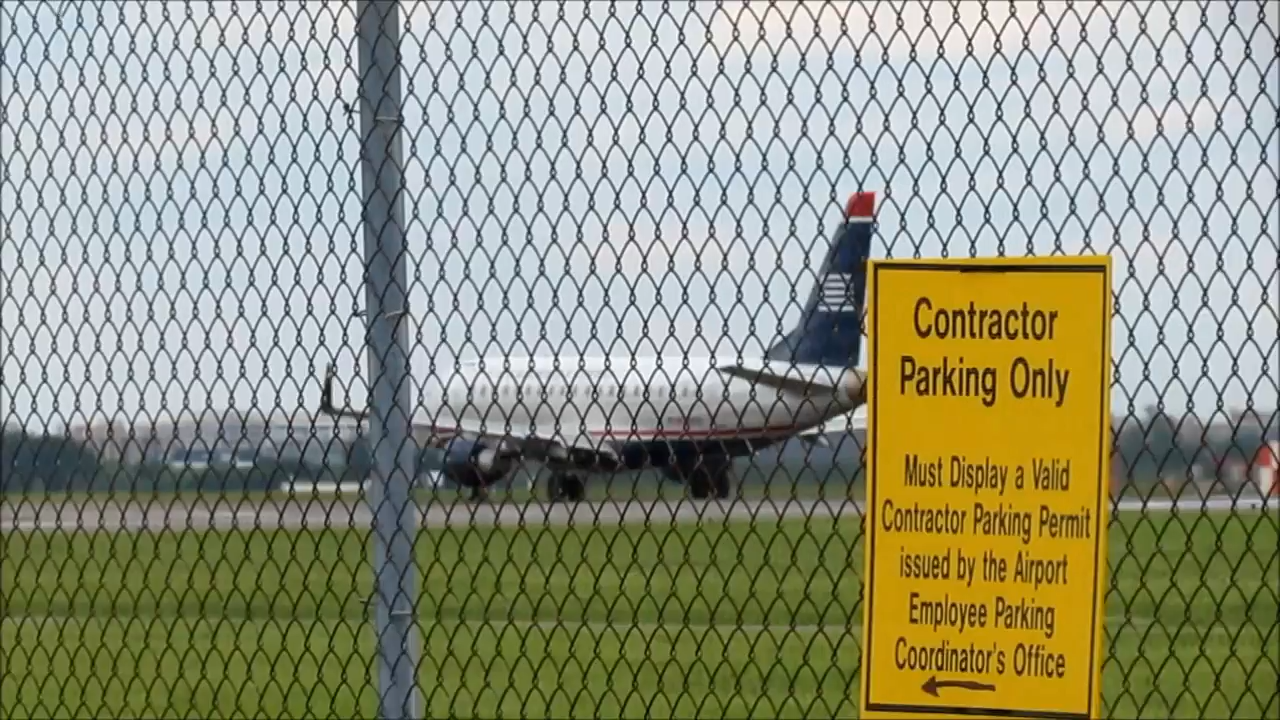 Contractor
Parking Only
Must Display a Valid
Contractor Parking Permit
issued by the Airport
Employee Parking
Coordinator's Office